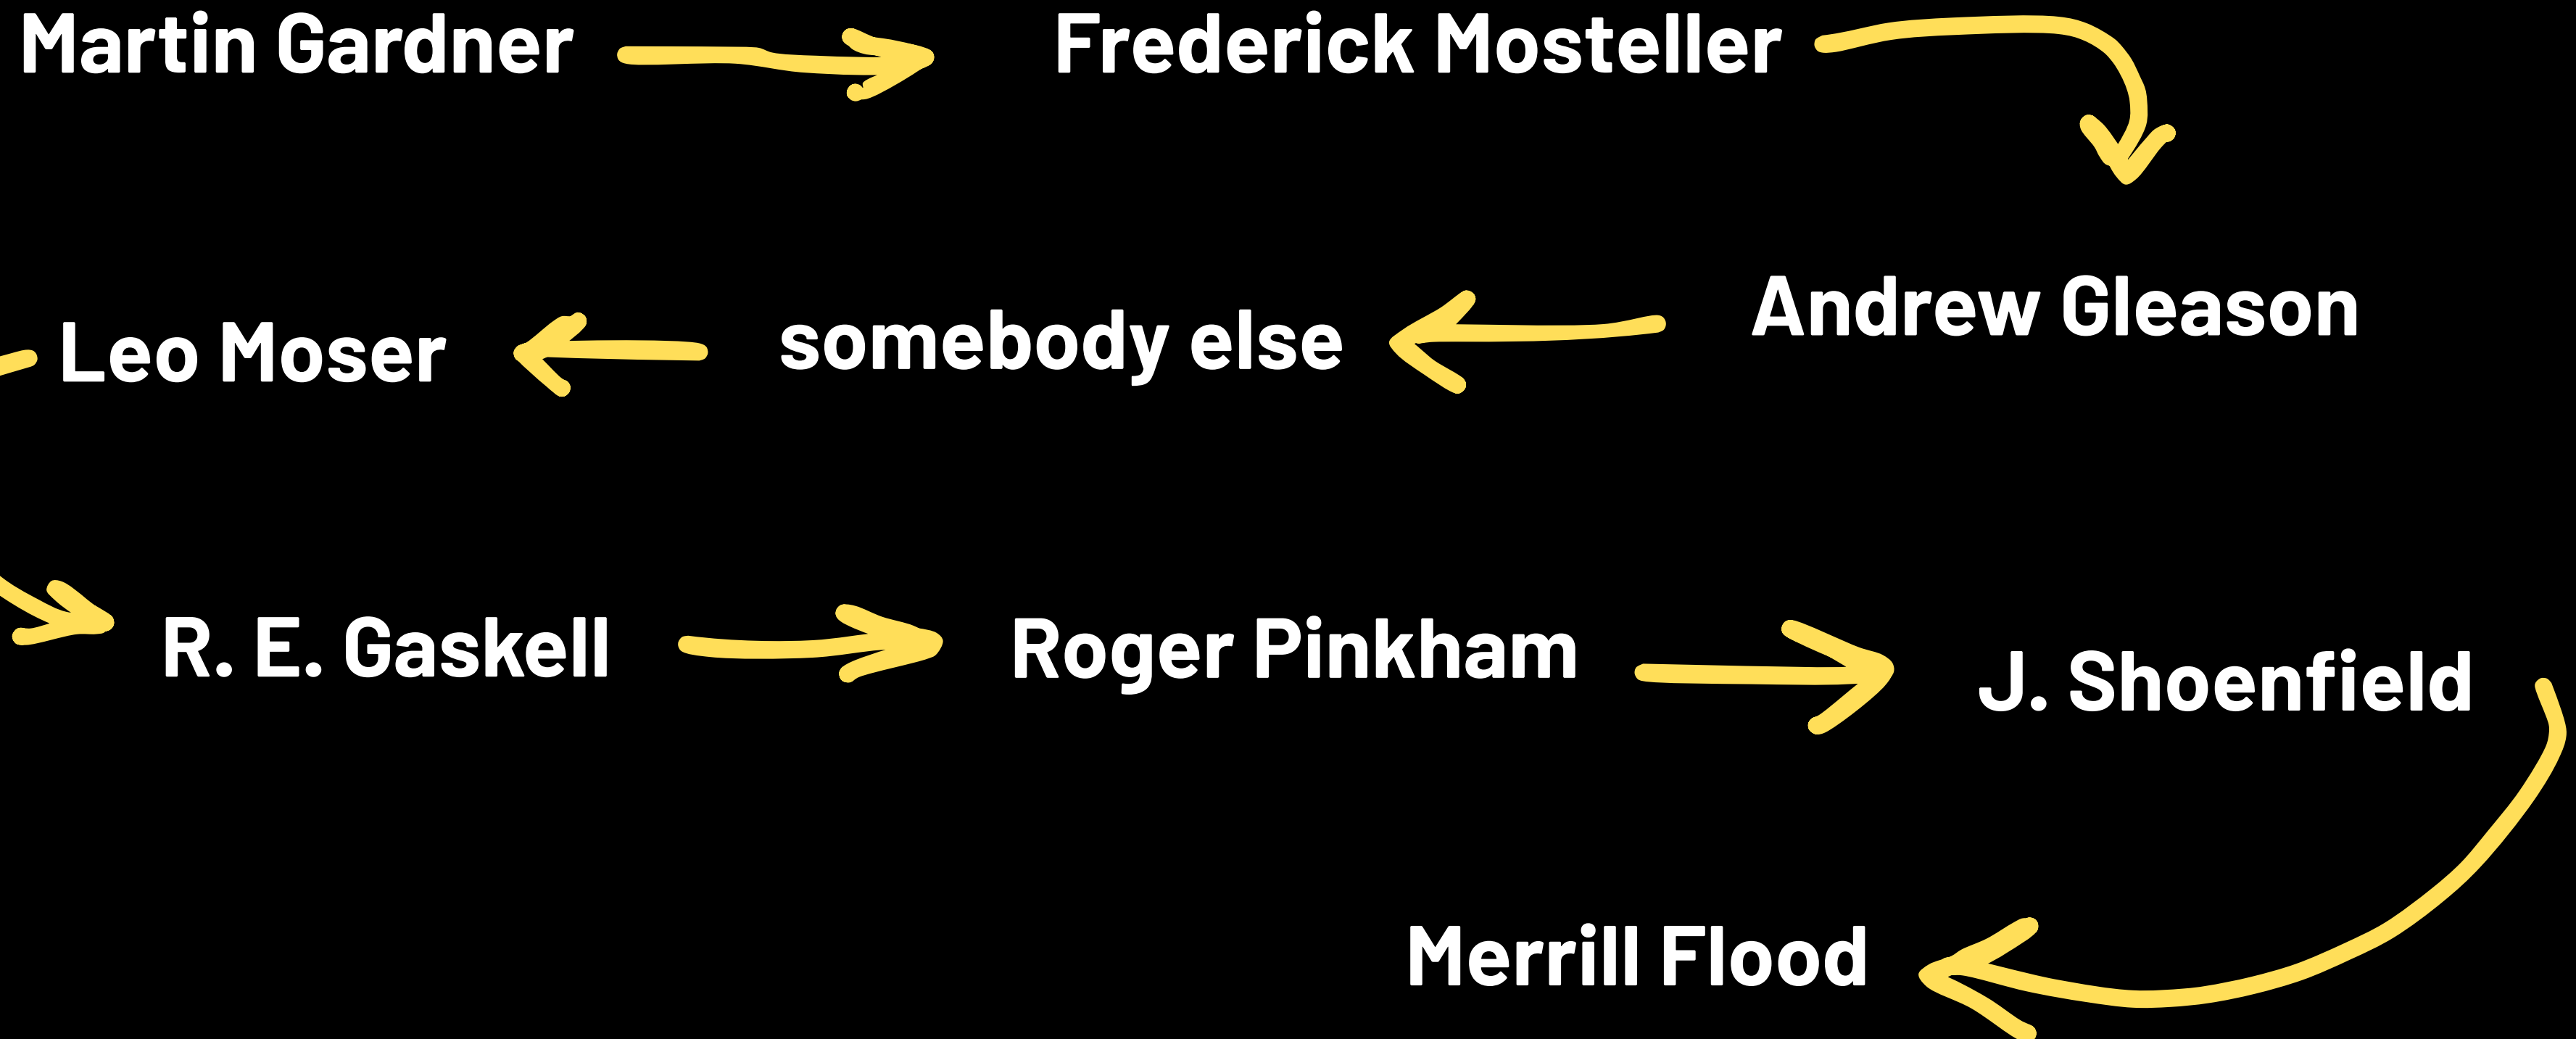 Martin Gardner
Frederick Mosteller
Andrew Gleason
somebody else
Leo Moser
R. E. Gaskell
Roger Pinkham
J. Shoenfield
Merrill Flood